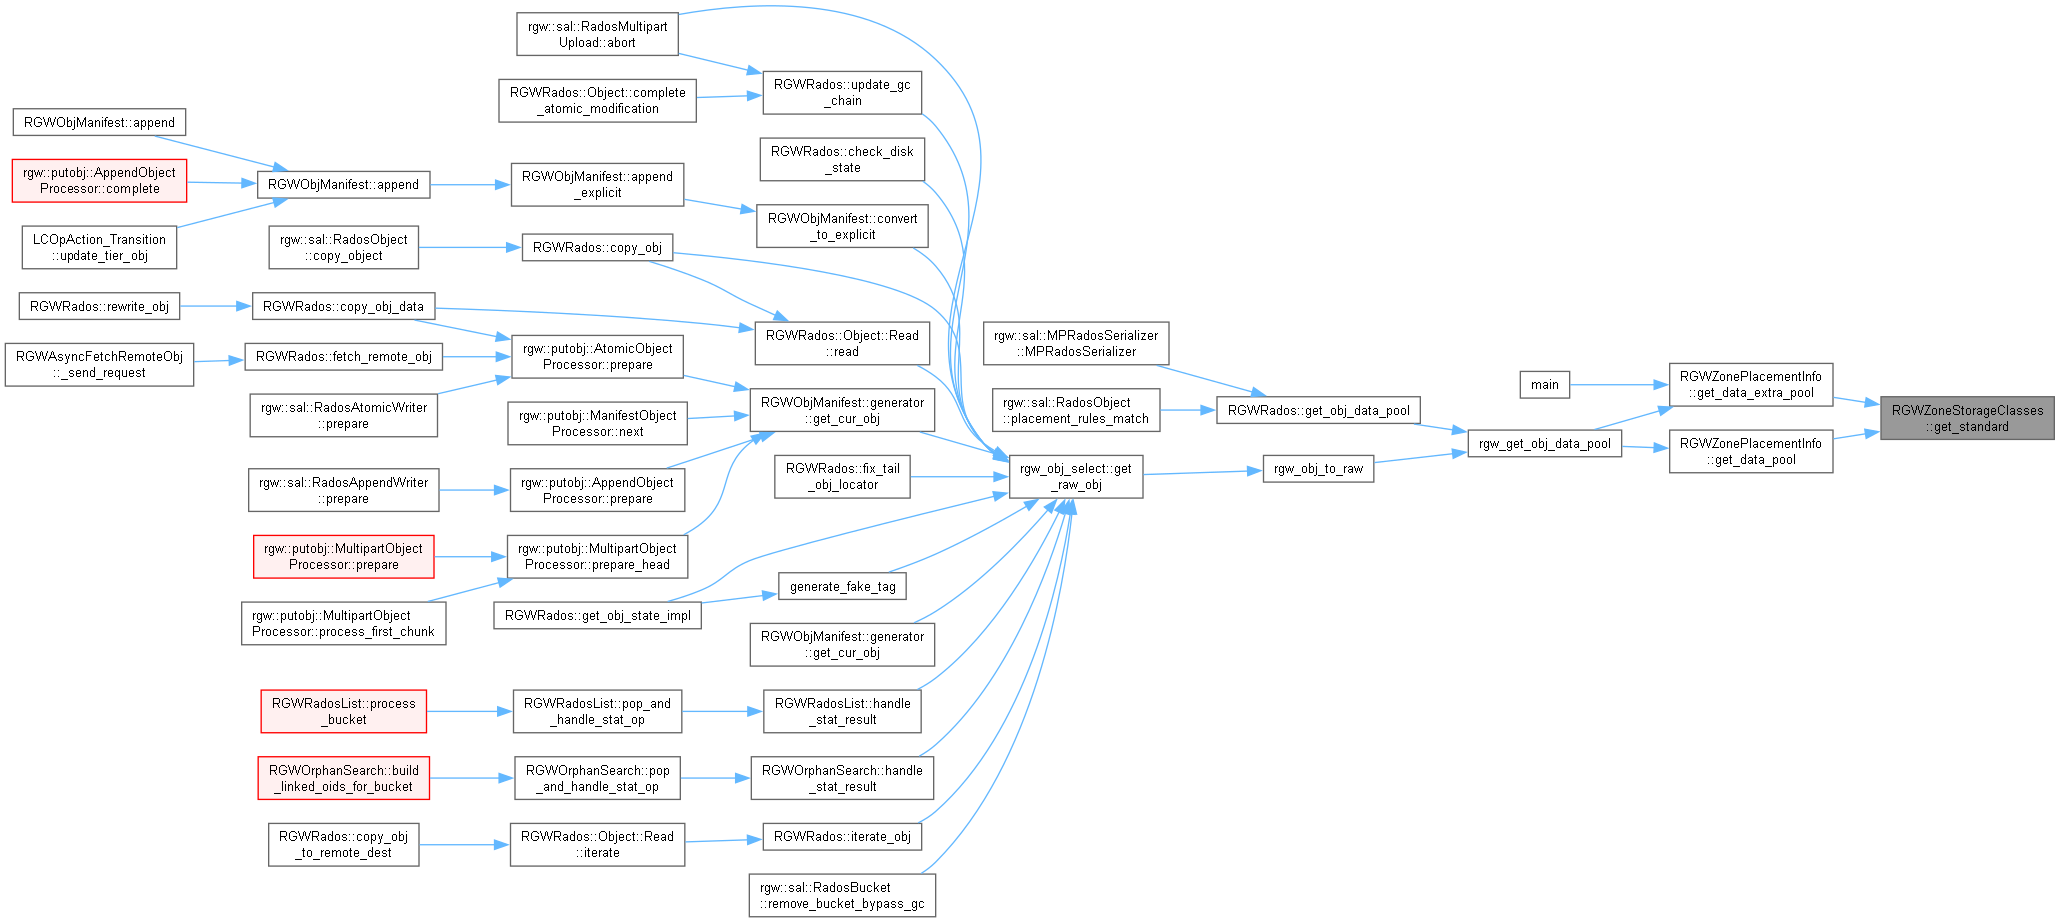 rgw::sal::RadosMultipart
Upload::abort
RGWRados::update_gc
_chain
RGWRados::Object::complete
_atomic_modification
RGWObjManifest::append
RGWRados::check_disk
_state
rgw::putobj::AppendObject
Processor::complete
RGWObjManifest::append
RGWObjManifest::append
_explicit
RGWObjManifest::convert
_to_explicit
LCOpAction_Transition
::update_tier_obj
rgw::sal::RadosObject
::copy_object
RGWRados::copy_obj
RGWRados::rewrite_obj
RGWRados::copy_obj_data
RGWRados::Object::Read
::read
rgw::sal::MPRadosSerializer
::MPRadosSerializer
RGWAsyncFetchRemoteObj
::_send_request
RGWRados::fetch_remote_obj
rgw::putobj::AtomicObject
Processor::prepare
main
RGWZonePlacementInfo
::get_data_extra_pool
rgw::sal::RadosAtomicWriter
::prepare
rgw::putobj::ManifestObject
Processor::next
RGWObjManifest::generator
::get_cur_obj
rgw::sal::RadosObject
::placement_rules_match
RGWRados::get_obj_data_pool
RGWZoneStorageClasses
::get_standard
rgw_get_obj_data_pool
RGWZonePlacementInfo
::get_data_pool
rgw::sal::RadosAppendWriter
::prepare
rgw::putobj::AppendObject
Processor::prepare
RGWRados::fix_tail
_obj_locator
rgw_obj_select::get
_raw_obj
rgw_obj_to_raw
rgw::putobj::MultipartObject
Processor::prepare
rgw::putobj::MultipartObject
Processor::prepare_head
generate_fake_tag
rgw::putobj::MultipartObject
Processor::process_first_chunk
RGWRados::get_obj_state_impl
RGWObjManifest::generator
::get_cur_obj
RGWRadosList::process
_bucket
RGWRadosList::pop_and
_handle_stat_op
RGWRadosList::handle
_stat_result
RGWOrphanSearch::build
_linked_oids_for_bucket
RGWOrphanSearch::pop
_and_handle_stat_op
RGWOrphanSearch::handle
_stat_result
RGWRados::copy_obj
_to_remote_dest
RGWRados::Object::Read
::iterate
RGWRados::iterate_obj
rgw::sal::RadosBucket
::remove_bucket_bypass_gc